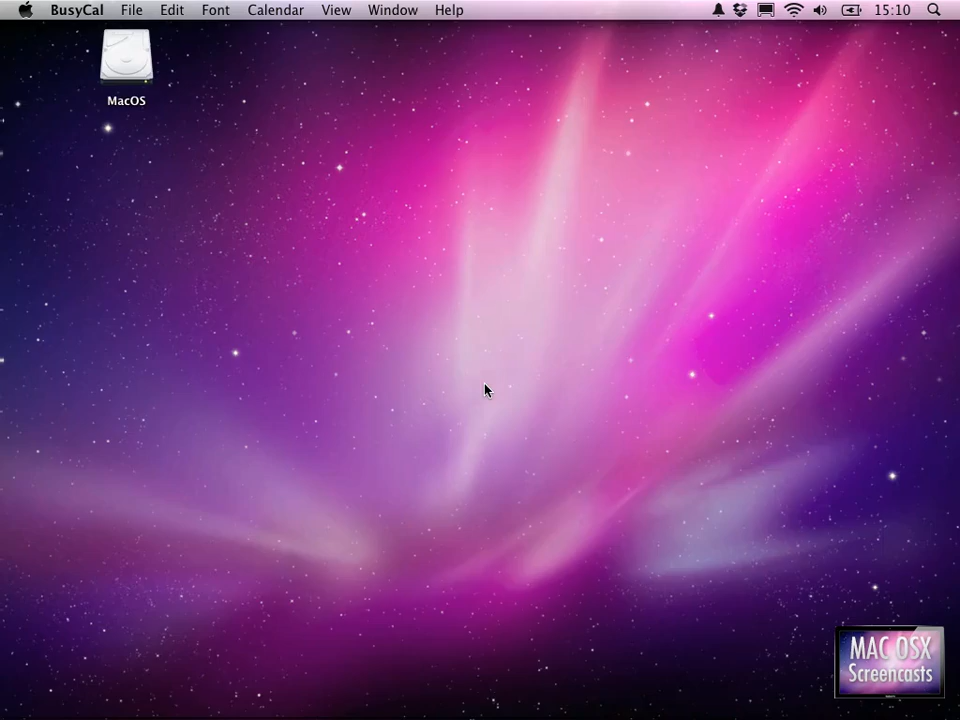 BusyCal File Edit Font Calendar View Window Help 15:10
MacOS
MAC OSX
Screencasts